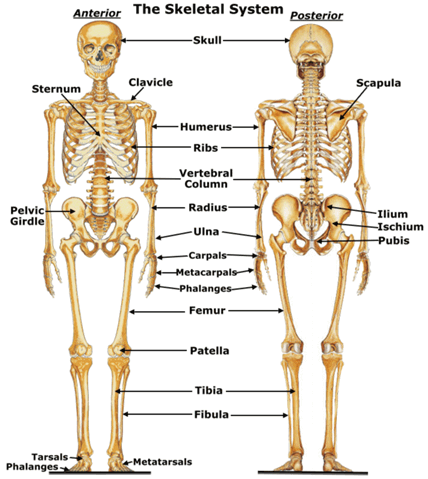 The Skeletal System
Anterior
Posterior
Skull
Clavicle
Sternum
Scapula
Humerus
Ribs
Vertebral
Column
Pelvic
Girdle
Radius
Ilium
Ischium
Ulna
Pubis
Carpals
Metacarpals
Phalanges
Femur
Patella
Tibia
Fibula
Tarsals
Phalanges
Metatarsals